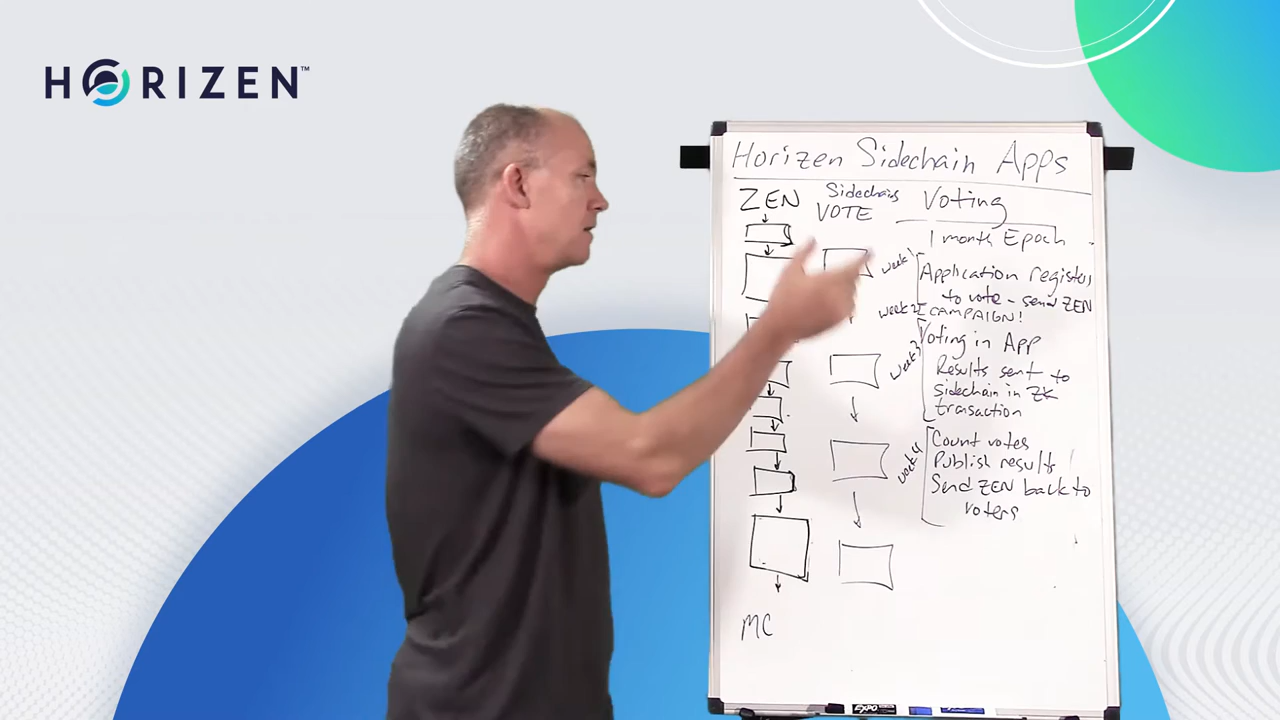 HORIZEN™
Horizen Sidechain Apps
ZEN
Sidechains
VOTE
Voting
1 month Epoch
week 1
Application registers
to vote - send ZEN
week 2
CAMPAIGN!
week 3
Voting in App
Results sent to
sidechain in ZK
transaction
week 4
Count votes
Publish results
Send ZEN back to
voters
MC
EXPO